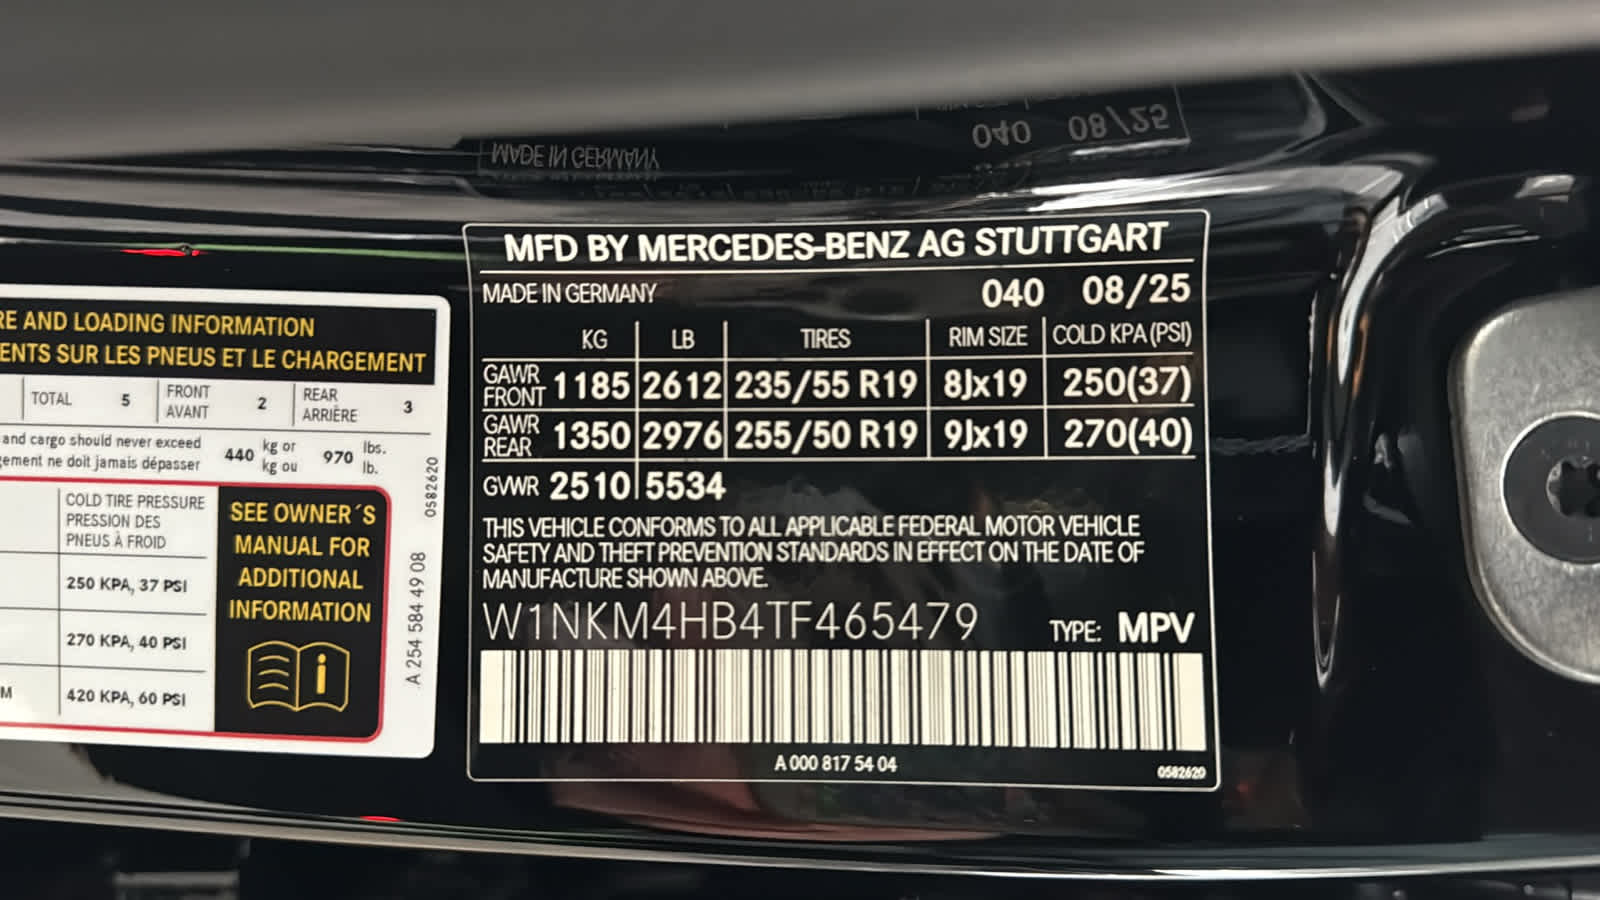 RE AND LOADING INFORMATION
ENTS SUR LES PNEUS ET LE CHARGEMENT
TOTAL 5 FRONT AVANT 2 REAR ARRIÈRE 3
and cargo should never exceed 440 kg or 970 lbs.
gement ne doit jamais dépasser kg ou lb.
COLD TIRE PRESSURE
PRESSION DES
PNEUS À FROID
250 KPA, 37 PSI
270 KPA, 40 PSI
M 420 KPA, 60 PSI
SEE OWNER´S
MANUAL FOR
ADDITIONAL
INFORMATION
A 254 584 49 08
0582620
MADE IN GERMANY
040 08/25
MFD BY MERCEDES-BENZ AG STUTTGART
MADE IN GERMANY 040 08/25
KG LB TIRES RIM SIZE COLD KPA(PSI)
GAWR FRONT 1185 2612 235/55 R19 8Jx19 250(37)
GAWR REAR 1350 2976 255/50 R19 9Jx19 270(40)
GVWR 2510 5534
THIS VEHICLE CONFORMS TO ALL APPLICABLE FEDERAL MOTOR VEHICLE
SAFETY AND THEFT PREVENTION STANDARDS IN EFFECT ON THE DATE OF
MANUFACTURE SHOWN ABOVE.
W1NKM4HB4TF465479 TYPE: MPV
A 000 817 54 04
0582620